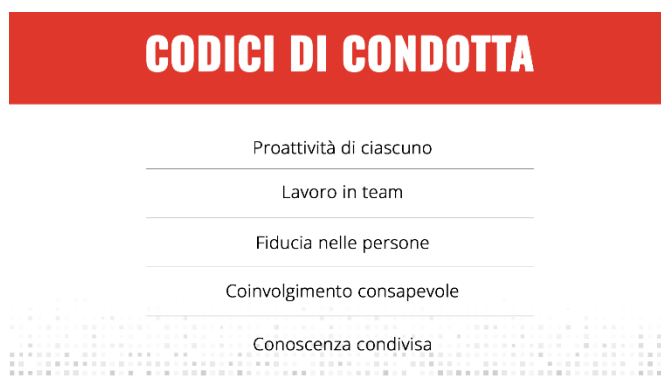 CODICI DI CONDOTTA
Proattività di ciascuno
Lavoro in team
Fiducia nelle persone
Coinvolgimento consapevole
Conoscenza condivisa